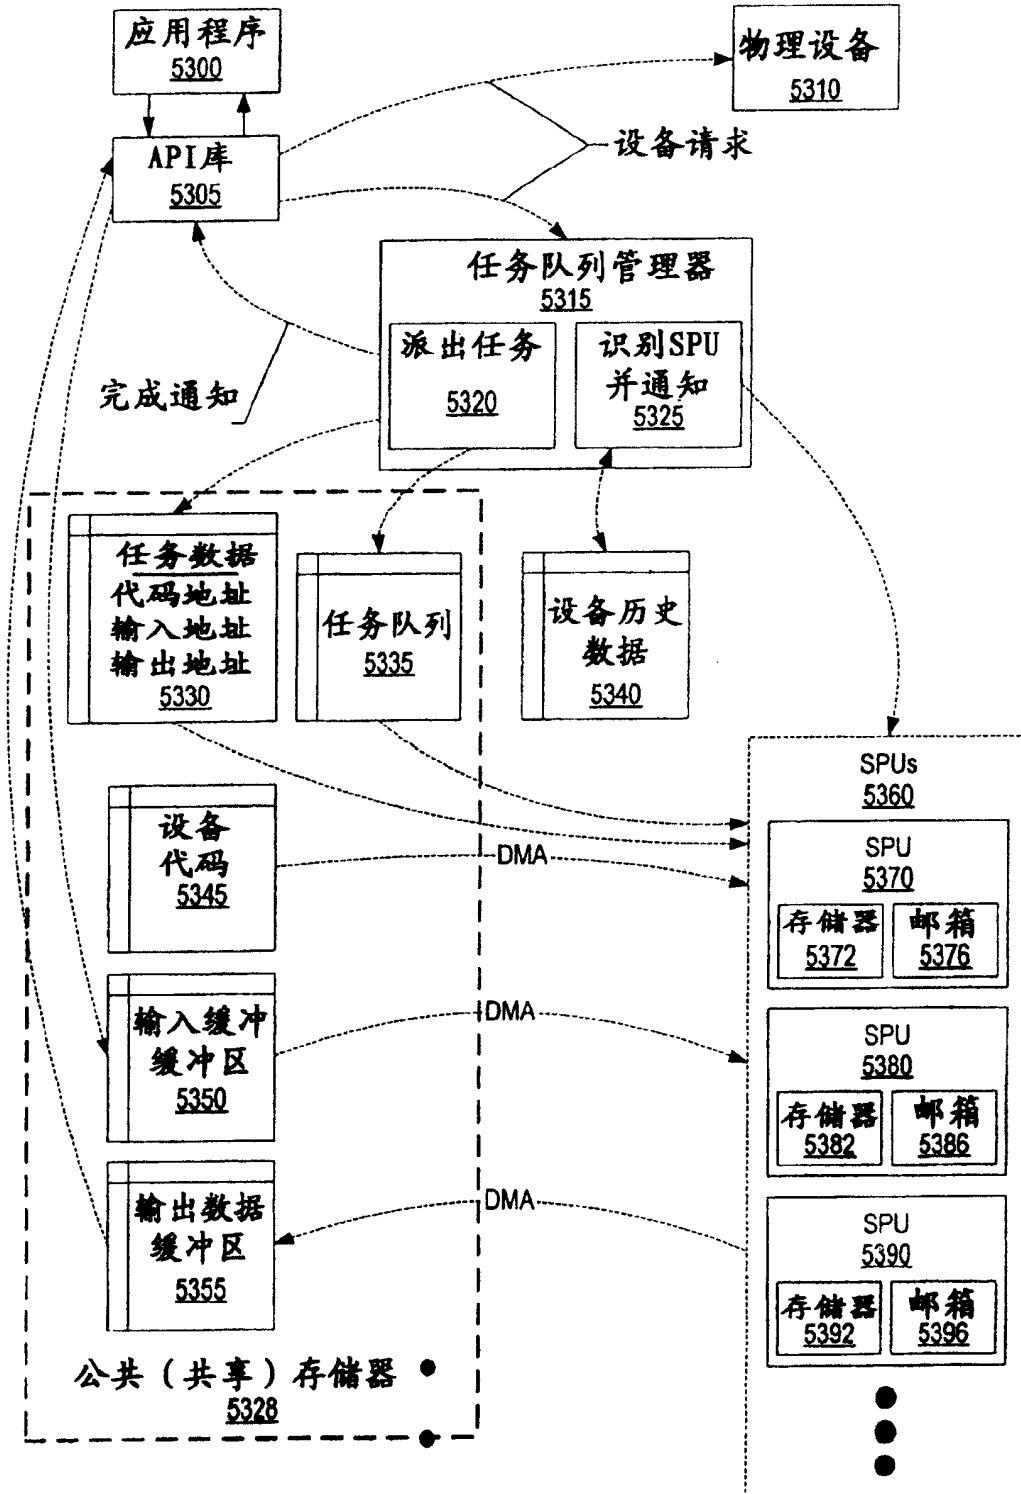 应用程序
5300
物理设备
5310
API库
5305
设备请求
任务队列管理器
5315
派出任务
5320
识别SPU
并通知
5325
完成通知
任务数据
代码地址
输入地址
输出地址
5330
任务队列
5335
设备历史
数据
5340
SPUs
5360
设备
代码
5345
DMA
SPU
5370
存储器
5372
邮箱
5376
输入缓冲
缓冲区
5350
DMA
SPU
5380
存储器
5382
邮箱
5386
输出数据
缓冲区
5355
DMA
SPU
5390
存储器
5392
邮箱
5396
公共（共享）存储器
5328